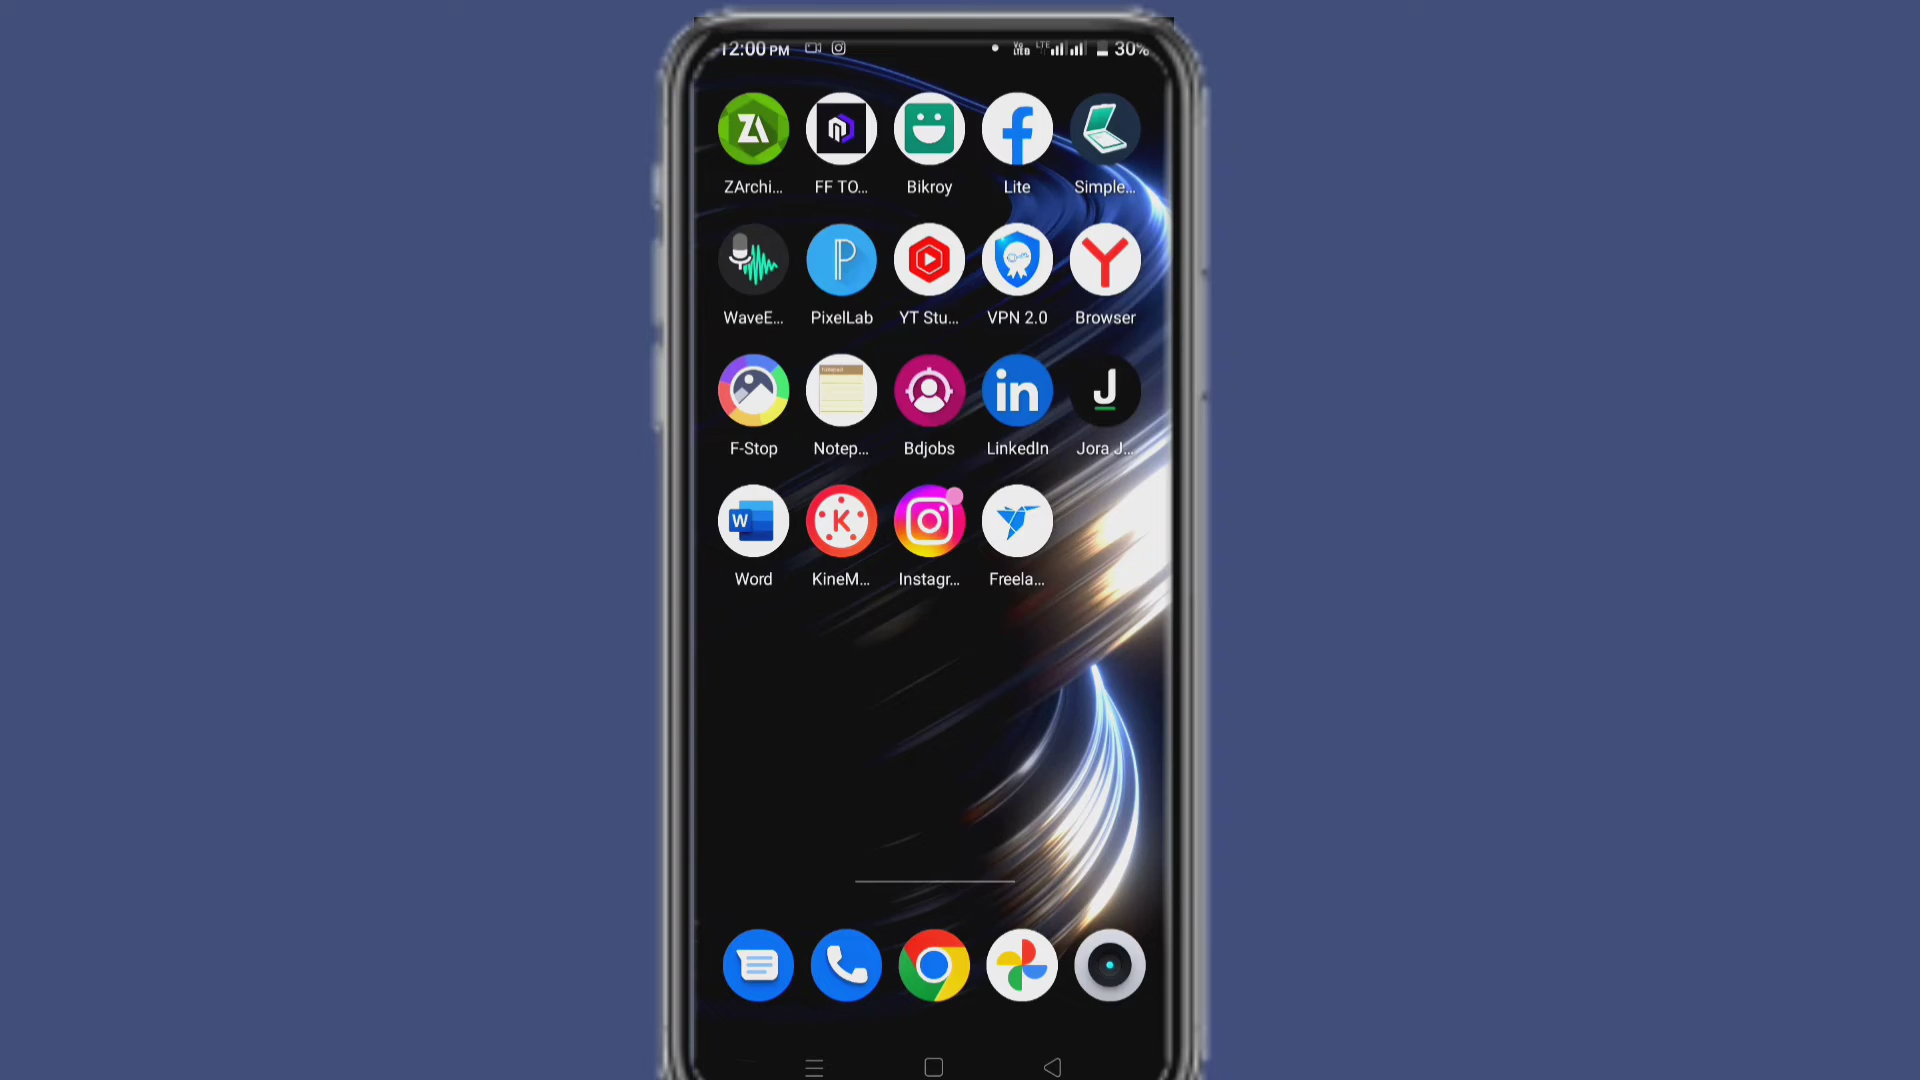 12:00 PM 30%
ZArchi... FF TO... Bikroy Lite Simple...
WaveE... PixelLab YT Stu... VPN 2.0 Browser
Notepad
F-Stop Notep... Bdjobs LinkedIn Jora J...
W K
Word KineM... Instagr... Freela...